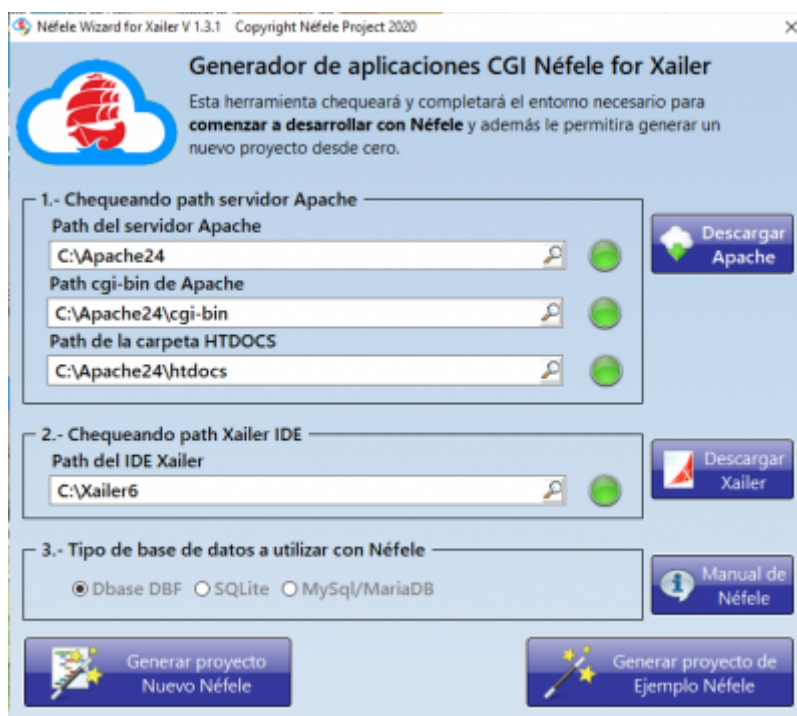 Néfele Wizard for Xailer V 1.3.1 Copyright Néfele Project 2020
Generador de aplicaciones CGI Néfele for Xailer
Esta herramienta chequeará y completará el entorno necesario para
comenzar a desarrollar con Néfele y además le permitira generar un
nuevo proyecto desde cero.
1.- Chequeando path servidor Apache
Path del servidor Apache
C:\Apache24
Descargar
Apache
Path cgi-bin de Apache
C:\Apache24\cgi-bin
Path de la carpeta HTDOCS
C:\Apache24\htdocs
2.- Chequeando path Xailer IDE
Path del IDE Xailer
C:\Xailer6
Descargar
Xailer
3.- Tipo de base de datos a utilizar con Néfele
Dbase DBF SQLite MySql/MariaDB
Manual de
Néfele
Generar proyecto
Nuevo Néfele
Generar proyecto de
Ejemplo Néfele